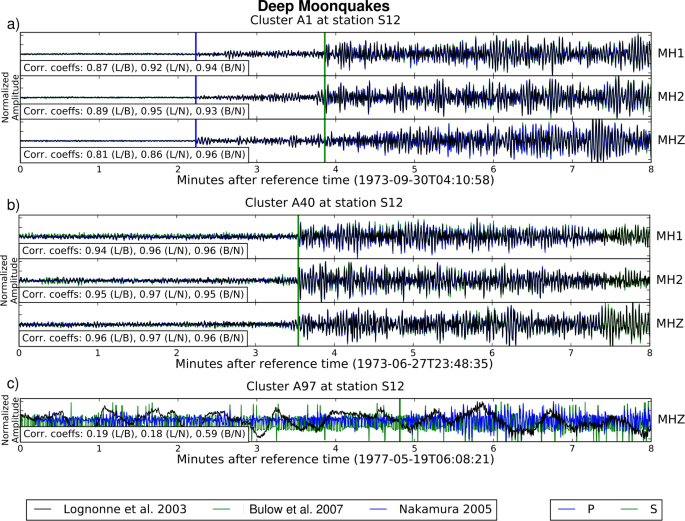 Deep Moonquakes
a)
Cluster A1 at station S12
MH1
Corr. coeffs: 0.87 (L/B), 0.92 (L/N), 0.94 (B/N)
Normalized
Amplitude
MH2
Corr. coeffs: 0.89 (L/B), 0.95 (L/N), 0.93 (B/N)
MHZ
Corr. coeffs: 0.81 (L/B), 0.86 (L/N), 0.96 (B/N)
0 1 2 3 4 5 6 7 8
Minutes after reference time (1973-09-30T04:10:58)
b)
Cluster A40 at station S12
MH1
Corr. coeffs: 0.94 (L/B), 0.96 (L/N), 0.96 (B/N)
Normalized
Amplitude
MH2
Corr. coeffs: 0.95 (L/B), 0.97 (L/N), 0.95 (B/N)
MHZ
Corr. coeffs: 0.96 (L/B), 0.97 (L/N), 0.96 (B/N)
0 1 2 3 4 5 6 7 8
Minutes after reference time (1973-06-27T23:48:35)
c)
Cluster A97 at station S12
Normalized
Amplitude
MHZ
Corr. coeffs: 0.19 (L/B), 0.18 (L/N), 0.59 (B/N)
0 1 2 3 4 5 6 7 8
Minutes after reference time (1977-05-19T06:08:21)
Lognonne et al. 2003 Bulow et al. 2007 Nakamura 2005 P S